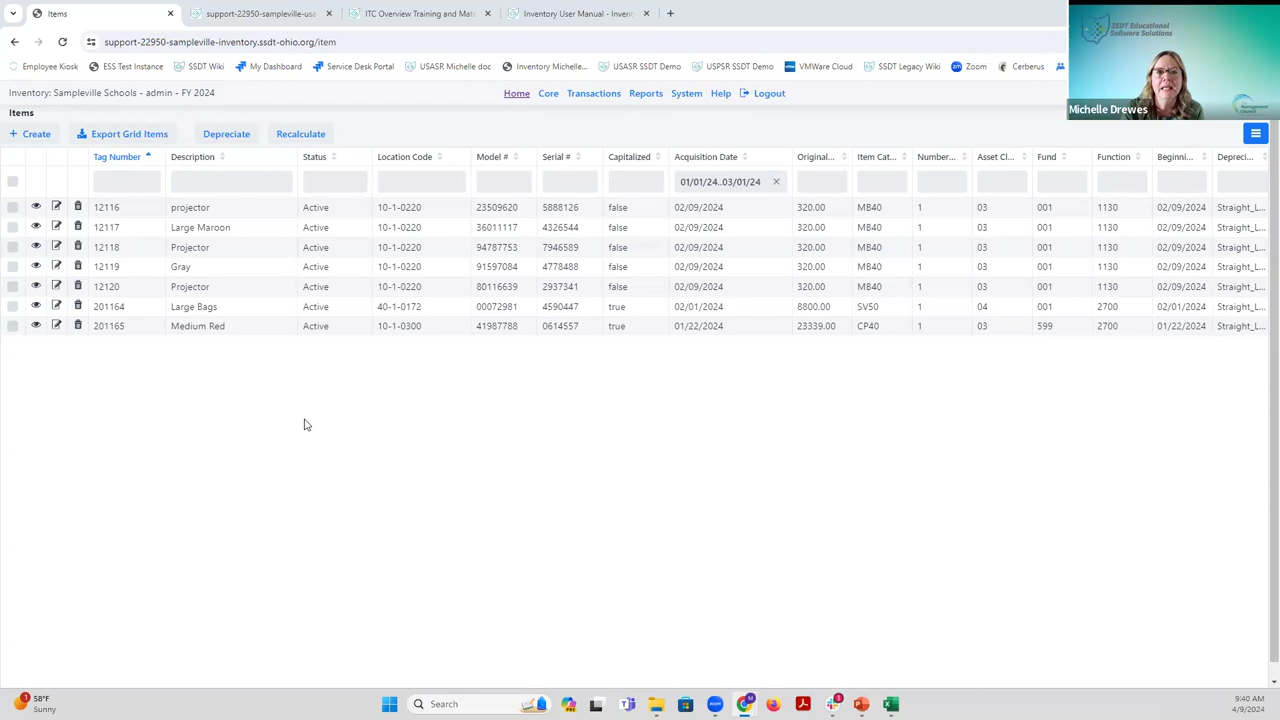 Items
support-22950-sampleville-usa
ITC Overview Training and Mate
Inventory User Manual - Invent
support-22950-sampleville-inventory.ssdt-ohio.org/item
Employee Kiosk ESS Test Instance SSDT Wiki My Dashboard Service Desk Portal USASR Michelle doc Inventory Michelle... USASR SSDT Demo USPSR SSDT Demo VMWare Cloud SSDT Legacy Wiki Zoom Cerberus
SSDT Educational
Software Solutions
Management
Council
Michelle Drewes
Inventory: Sampleville Schools - admin - FY 2024 Home Core Transactions Reports System Help Logout
Items
Create Export Grid Items Depreciate Recalculate
Tag Number Description Status Location Code Model # Serial # Capitalized Acquisition Date Original... Item Cat... Number... Asset Cl... Fund Function Beginni... Depreci...
01/01/24..03/01/24 ×
12116 projector Active 10-1-0220 23509620 5888126 false 02/09/2024 320.00 MB40 1 03 001 1130 02/09/2024 Straight_L...
12117 Large Maroon Active 10-1-0220 36011117 4326544 false 02/09/2024 320.00 MB40 1 03 001 1130 02/09/2024 Straight_L...
12118 Projector Active 10-1-0220 94787753 7946589 false 02/09/2024 320.00 MB40 1 03 001 1130 02/09/2024 Straight_L...
12119 Gray Active 10-1-0220 91597084 4778488 false 02/09/2024 320.00 MB40 1 03 001 1130 02/09/2024 Straight_L...
12120 Projector Active 10-1-0220 80116639 2937341 false 02/09/2024 320.00 MB40 1 03 001 1130 02/09/2024 Straight_L...
201164 Large Bags Active 40-1-0172 00072981 4590447 true 02/01/2024 8800.00 SV50 1 04 001 2700 02/01/2024 Straight_L...
201165 Medium Red Active 10-1-0300 41987788 0614557 true 01/22/2024 23339.00 CP40 1 03 599 2700 01/22/2024 Straight_L...
1 58°F
Sunny
Search
zoom
M
1
9:40 AM
4/9/2024